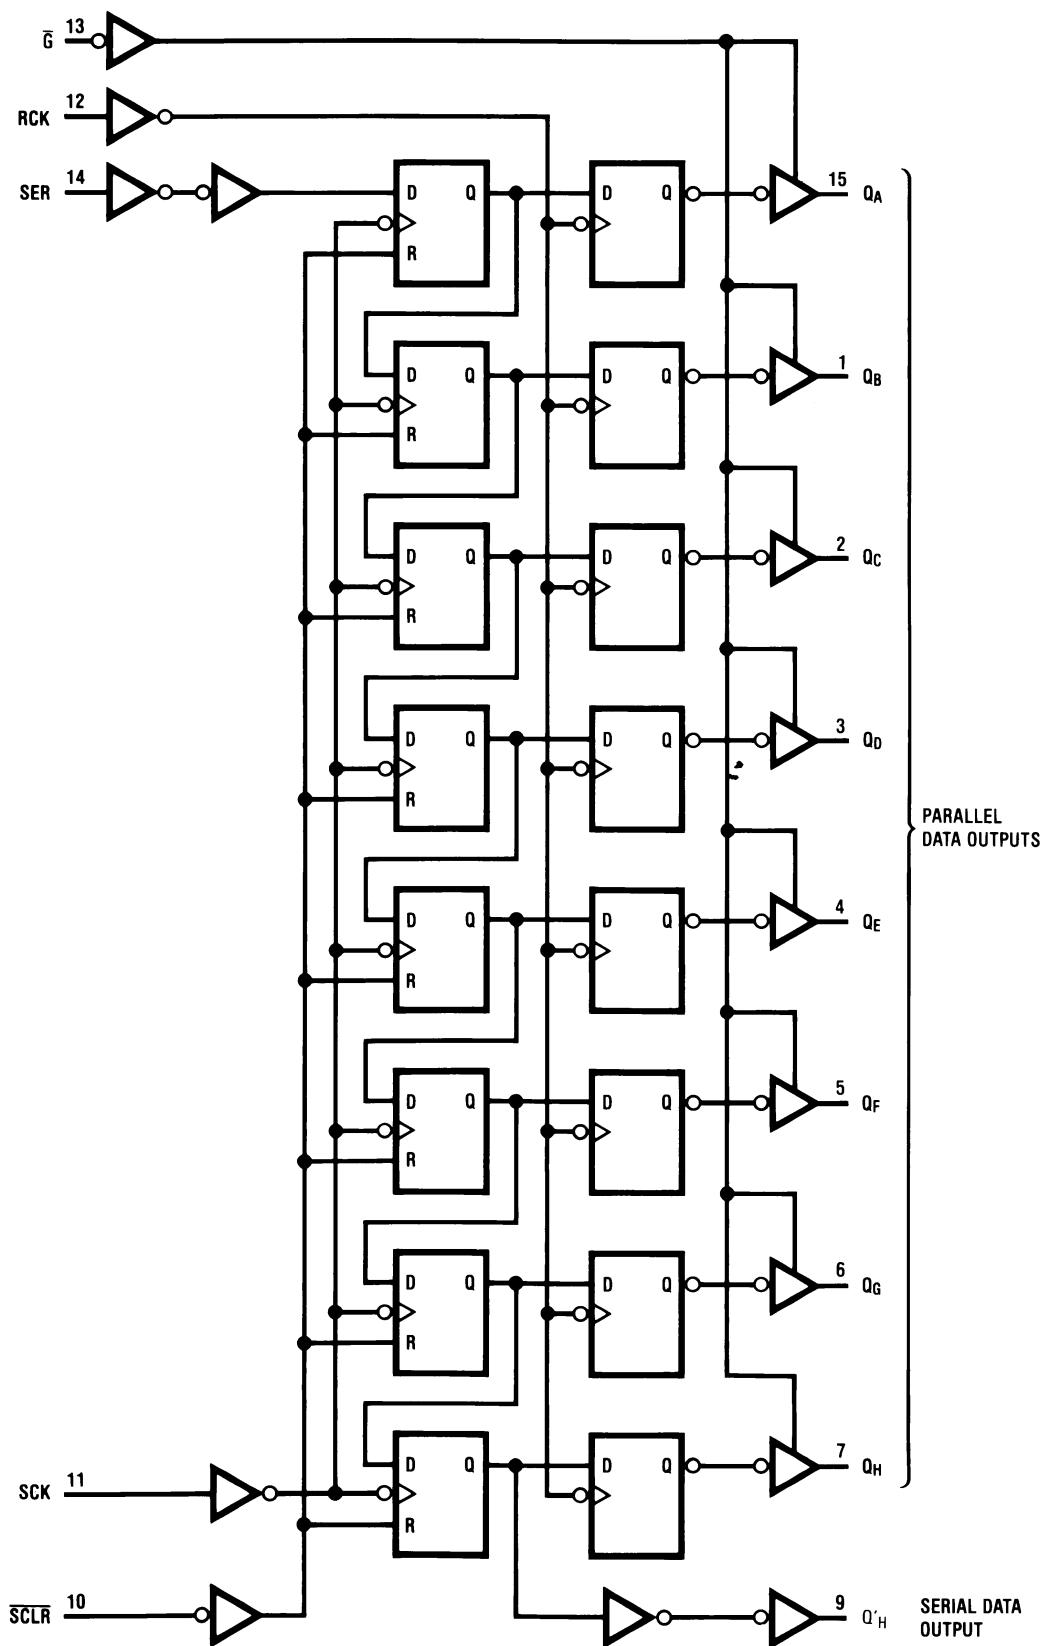 G̅ 13
RCK 12
SER 14
D Q
R
D Q
15 QA
D Q
R
D Q
1 QB
D Q
R
D Q
2 QC
D Q
R
D Q
3 QD
PARALLEL
DATA OUTPUTS
D Q
R
D Q
4 QE
D Q
R
D Q
5 QF
D Q
R
D Q
6 QG
D Q
R
D Q
7 QH
SCK 11
S̅C̅L̅R̅ 10
9 Q'H
SERIAL DATA
OUTPUT